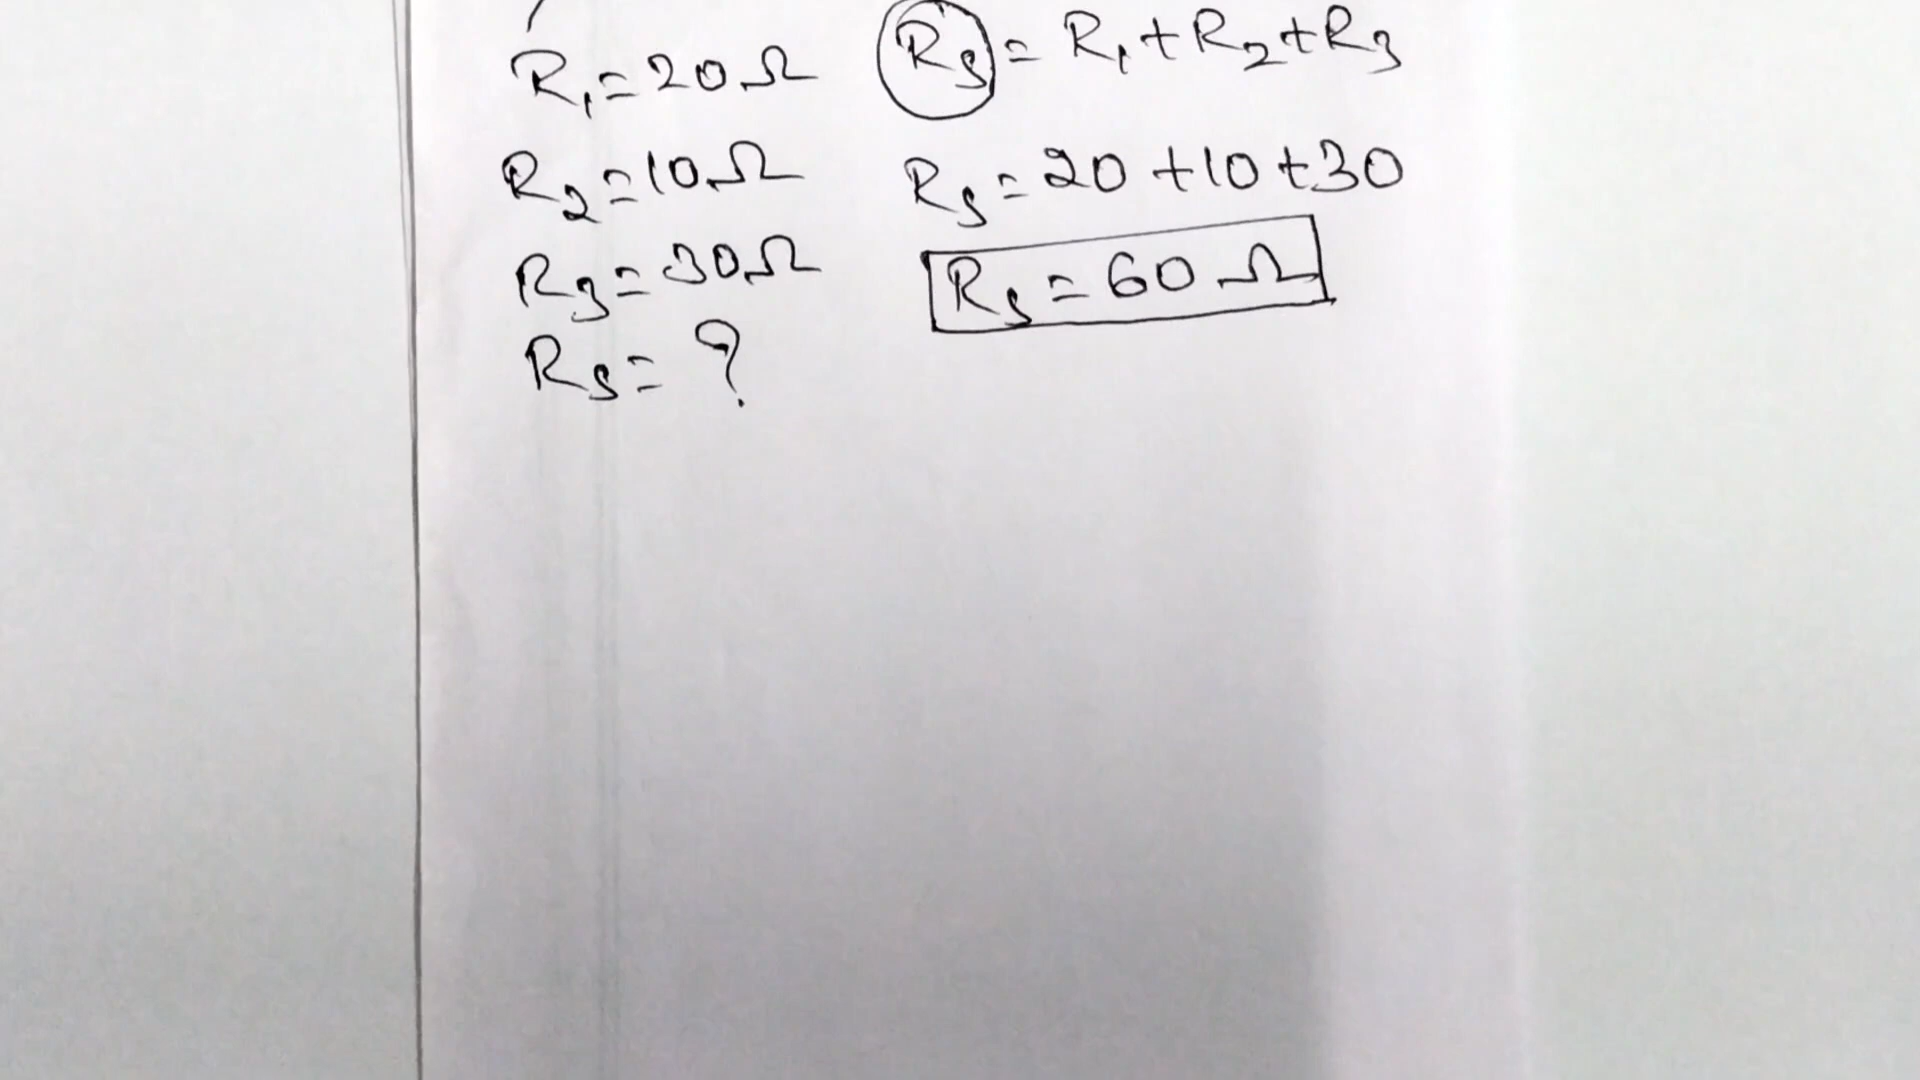 R₁ = 20 Ω
R₂ = 10 Ω
R₃ = 30 Ω
Rs = ?
Rs = R₁ + R₂ + R₃
Rs = 20 + 10 + 30
Rs = 60 Ω